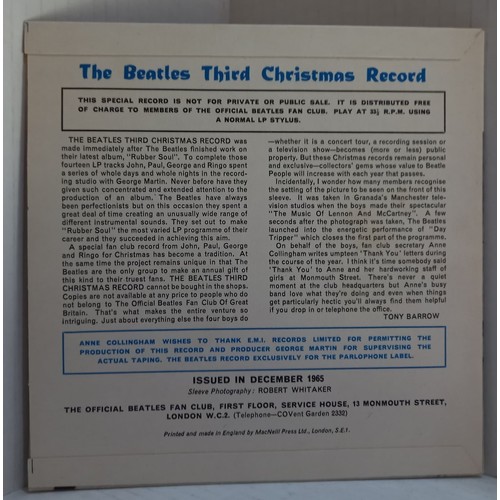 The Beatles Third Christmas Record
THIS SPECIAL RECORD IS NOT FOR PRIVATE OR PUBLIC SALE. IT IS DISTRIBUTED FREE
OF CHARGE TO MEMBERS OF THE OFFICIAL BEATLES FAN CLUB. PLAY AT 33⅓ R.P.M. USING
A NORMAL LP STYLUS.
THE BEATLES THIRD CHRISTMAS RECORD was
made immediately after The Beatles finished work on
their latest album, "Rubber Soul". To complete those
fourteen LP tracks John, Paul, George and Ringo spent
a series of whole days and whole nights in the record-
ing studio with George Martin. Never before have they
given such concentrated and extended attention to the
production of an album. The Beatles have always
been perfectionists but on this occasion they spent a
great deal of time creating an unusually wide range of
different instrumental sounds. They set out to make
"Rubber Soul" the most varied LP programme of their
career and they succeeded in achieving this aim.
A special fan club record from John, Paul, George
and Ringo for Christmas has become a tradition. At
the same time the project remains unique in that The
Beatles are the only group to make an annual gift of
this kind to their truest fans. THE BEATLES THIRD
CHRISTMAS RECORD cannot be bought in the shops.
Copies are not available at any price to people who do
not belong to The Official Beatles Fan Club Of Great
Britain. That's what makes the entire venture so
intriguing. Just about everything else the four boys do
—whether it is a concert tour, a recording session or
a television show—becomes (more or less) public
property. But these Christmas records remain personal
and exclusive—collectors' gems whose value to Beatle
People will increase with each year that passes.
Incidentally, I wonder how many members recognise
the setting of the picture to be seen on the front of this
sleeve. It was taken in Granada's Manchester tele-
vision studios when the boys made their spectacular
"The Music Of Lennon And McCartney". A few
seconds after the photograph was taken, The Beatles
launched into the energetic performance of "Day
Tripper" which closes the first part of the programme.
On behalf of the boys, fan club secretary Anne
Collingham writes umpteen 'Thank You' letters during
the course of the year. I think it's time somebody said
'Thank You' to Anne and her hardworking staff of
girls at Monmouth Street. There's never a quiet
moment at the club headquarters but Anne's busy
band love what they're doing and even when things
get particularly hectic you'll always find them helpful
if you drop in or telephone the office.
TONY BARROW
ANNE COLLINGHAM WISHES TO THANK E.M.I. RECORDS LIMITED FOR PERMITTING THE
PRODUCTION OF THIS RECORD AND PRODUCER GEORGE MARTIN FOR SUPERVISING THE
ACTUAL TAPING. THE BEATLES RECORD EXCLUSIVELY FOR THE PARLOPHONE LABEL.
ISSUED IN DECEMBER 1965
Sleeve Photography: ROBERT WHITAKER
THE OFFICIAL BEATLES FAN CLUB, FIRST FLOOR, SERVICE HOUSE, 13 MONMOUTH STREET,
LONDON W.C.2. (Telephone—COVent Garden 2332)
Printed and made in England by MacNeill Press Ltd., London, S.E.1.